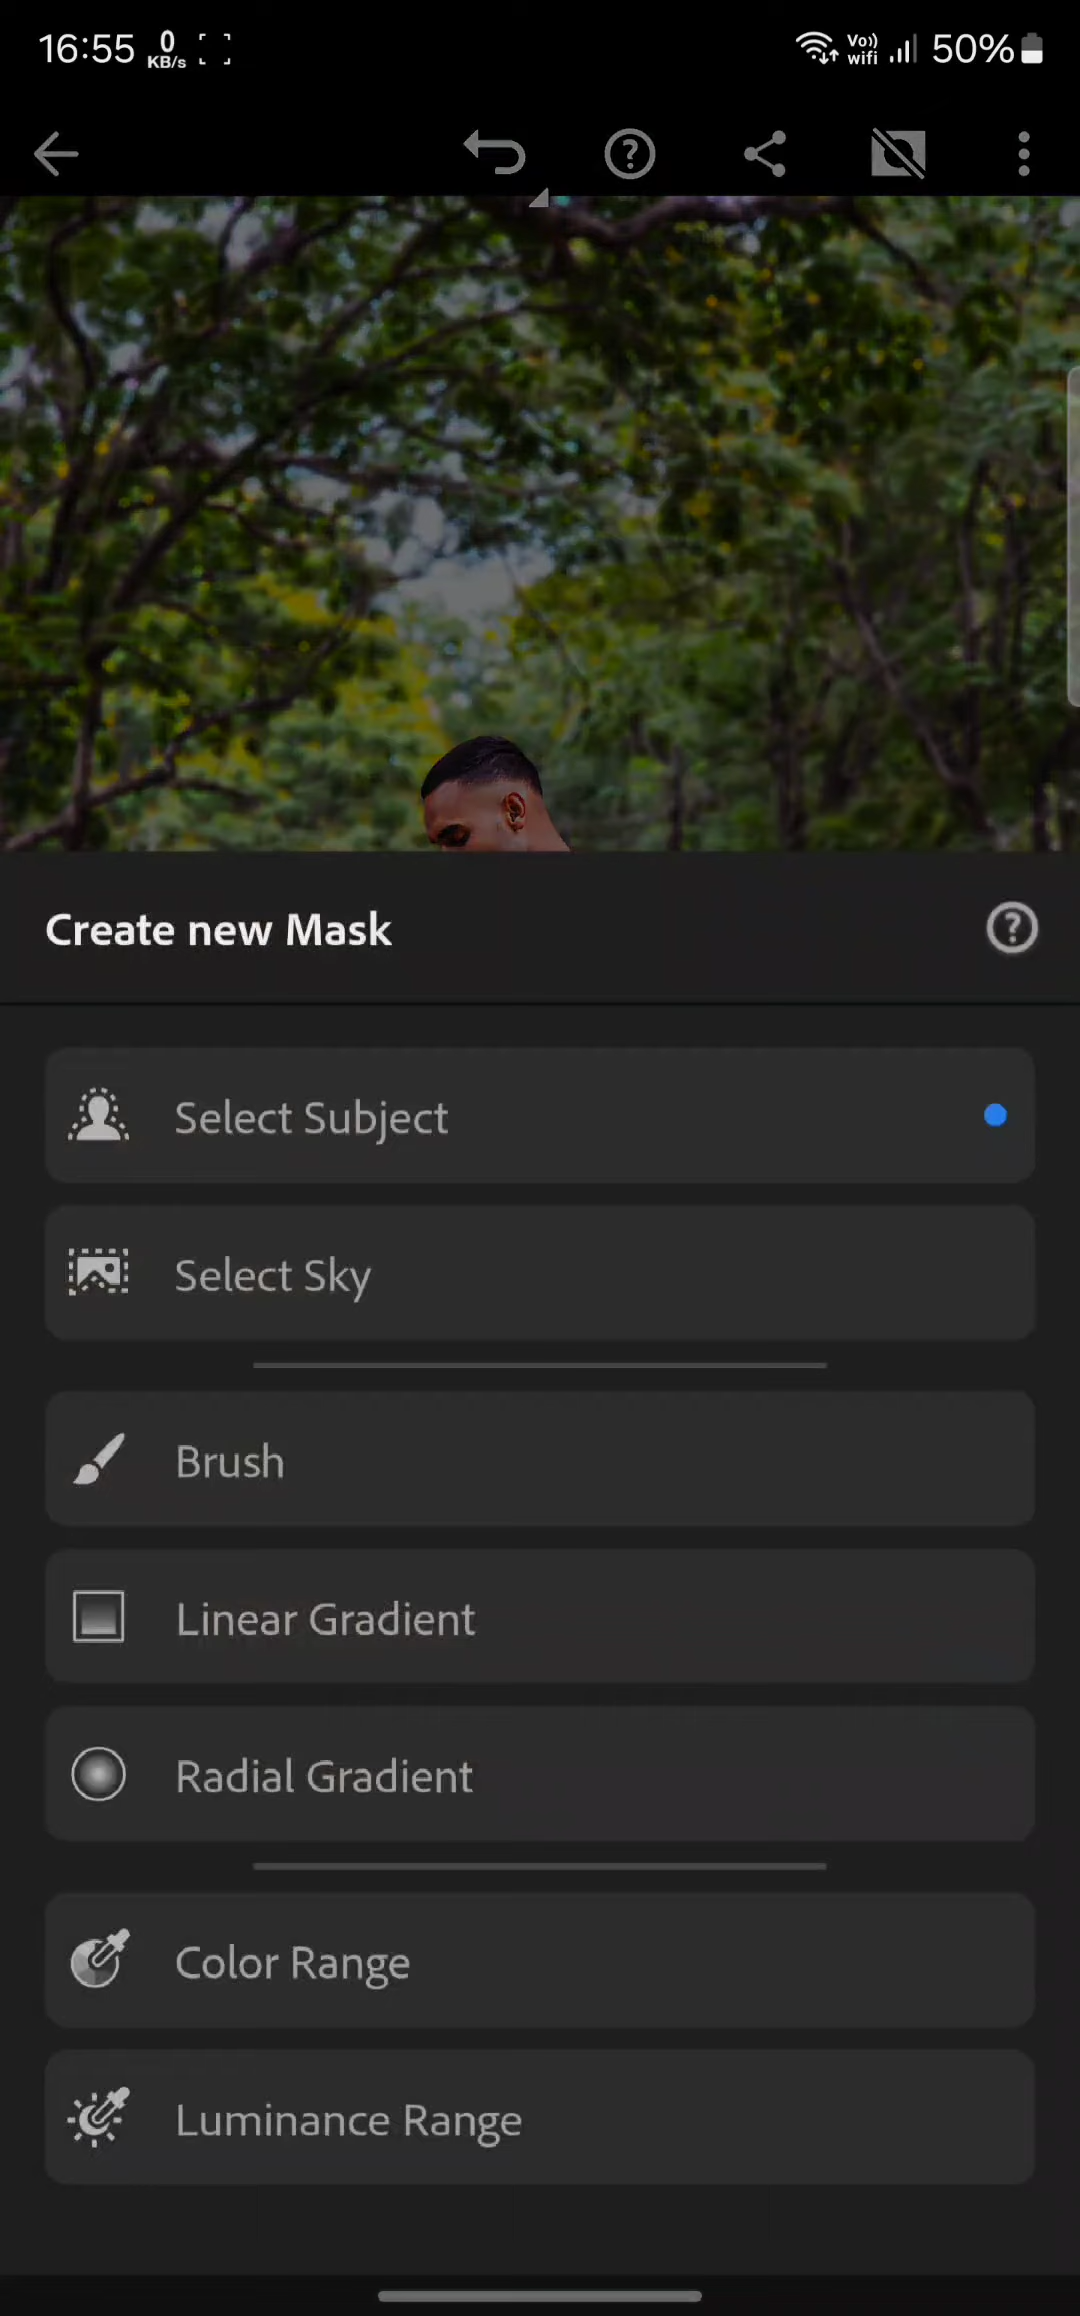 16:55 0 KB/s Vo)) wifi 50%
Create new Mask
Select Subject
Select Sky
Brush
Linear Gradient
Radial Gradient
Color Range
Luminance Range